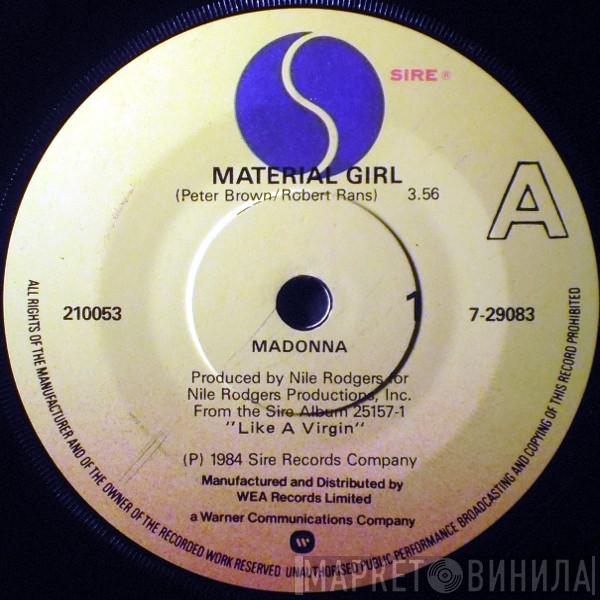 SIRE ®
MATERIAL GIRL
(Peter Brown/Robert Rans) 3.56
A
210053
1
7-29083
MADONNA
Produced by Nile Rodgers for
Nile Rodgers Productions, Inc.
From the Sire Album 25157-1
"Like A Virgin"
(P) 1984 Sire Records Company
Manufactured and Distributed by
WEA Records Limited
a Warner Communications Company
ALL RIGHTS OF THE MANUFACTURER AND OF THE OWNER OF THE RECORDED WORK RESERVED UNAUTHORISED PUBLIC PERFORMANCE BROADCASTING AND COPYING OF THIS RECORD PROHIBITED
МАРКЕТ ВИНИЛА